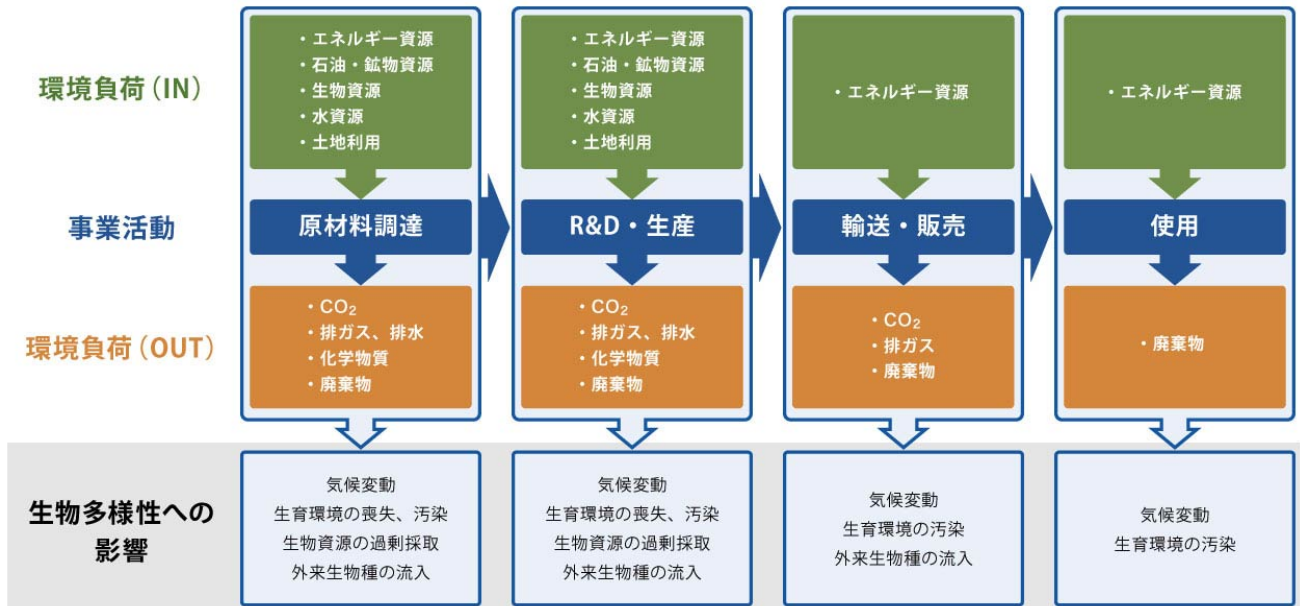 環境負荷（IN）
・エネルギー資源
・石油・鉱物資源
・生物資源
・水資源
・土地利用
・エネルギー資源
・石油・鉱物資源
・生物資源
・水資源
・土地利用
・エネルギー資源
・エネルギー資源
事業活動
原材料調達
R&D・生産
輸送・販売
使用
環境負荷（OUT）
・CO₂
・排ガス、排水
・化学物質
・廃棄物
・CO₂
・排ガス、排水
・化学物質
・廃棄物
・CO₂
・排ガス
・廃棄物
・廃棄物
生物多様性への
影響
気候変動
生育環境の喪失、汚染
生物資源の過剰採取
外来生物種の流入
気候変動
生育環境の喪失、汚染
生物資源の過剰採取
外来生物種の流入
気候変動
生育環境の汚染
外来生物種の流入
気候変動
生育環境の汚染